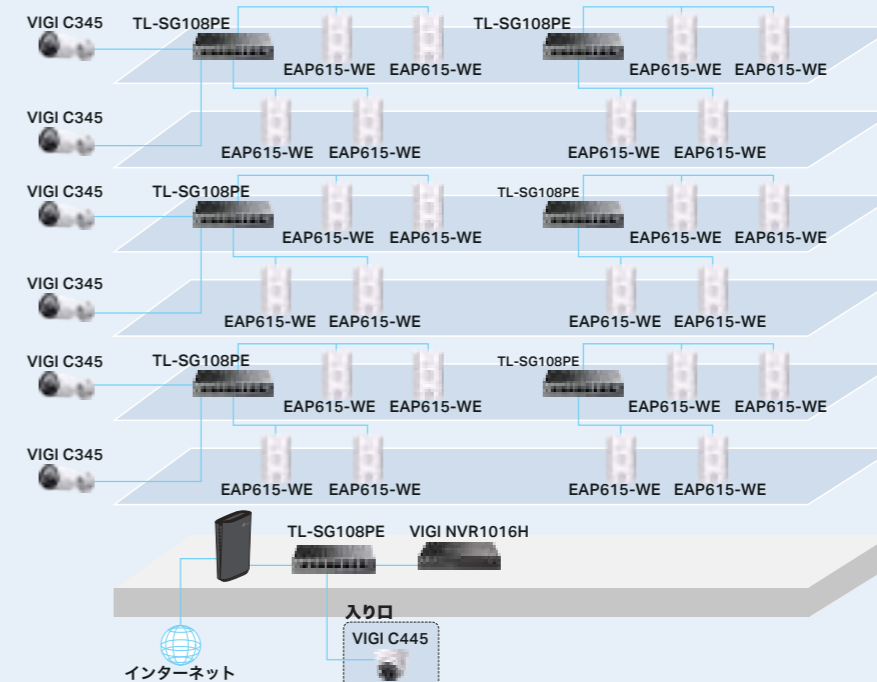 VIGI C345 TL-SG108PE TL-SG108PE
EAP615-WE EAP615-WE EAP615-WE EAP615-WE
VIGI C345
EAP615-WE EAP615-WE EAP615-WE EAP615-WE
VIGI C345 TL-SG108PE TL-SG108PE
EAP615-WE EAP615-WE EAP615-WE EAP615-WE
VIGI C345
EAP615-WE EAP615-WE EAP615-WE EAP615-WE
VIGI C345 TL-SG108PE TL-SG108PE
EAP615-WE EAP615-WE EAP615-WE EAP615-WE
VIGI C345
EAP615-WE EAP615-WE EAP615-WE EAP615-WE
TL-SG108PE VIGI NVR1016H
入り口
VIGI C445
インターネット